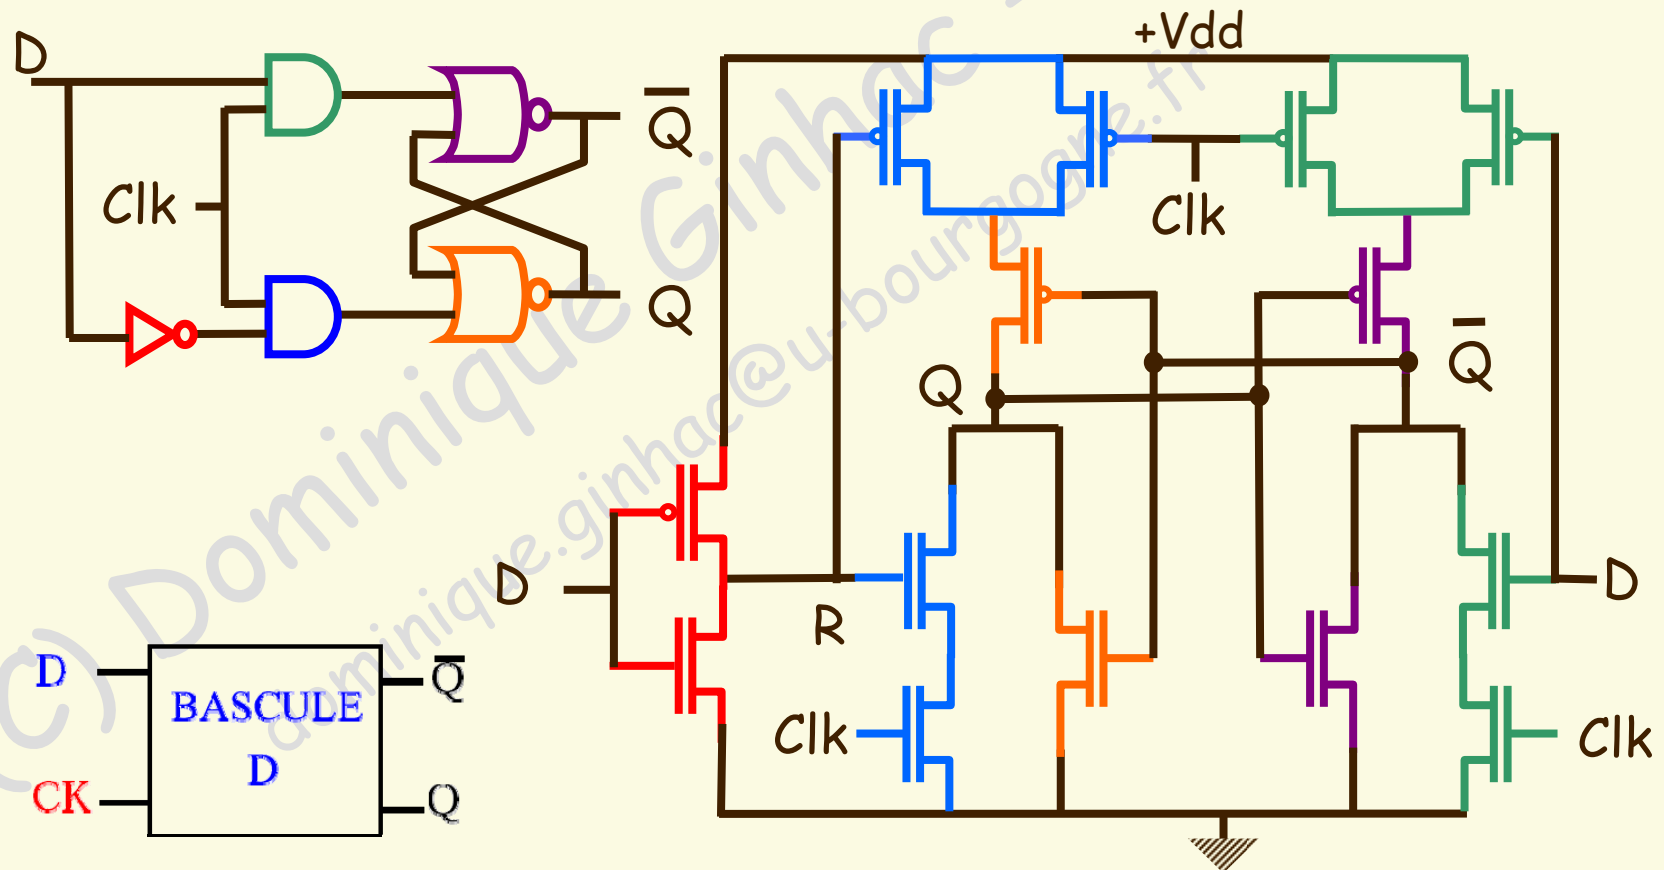 D
Clk
Q̅
Q
+Vdd
Clk
Q
Q̅
D
R
D
Clk
Clk
D
CK
BASCULE
D
Q̅
Q
(C) Dominique Ginhac
dominique.ginhac@u-bourgogne.fr